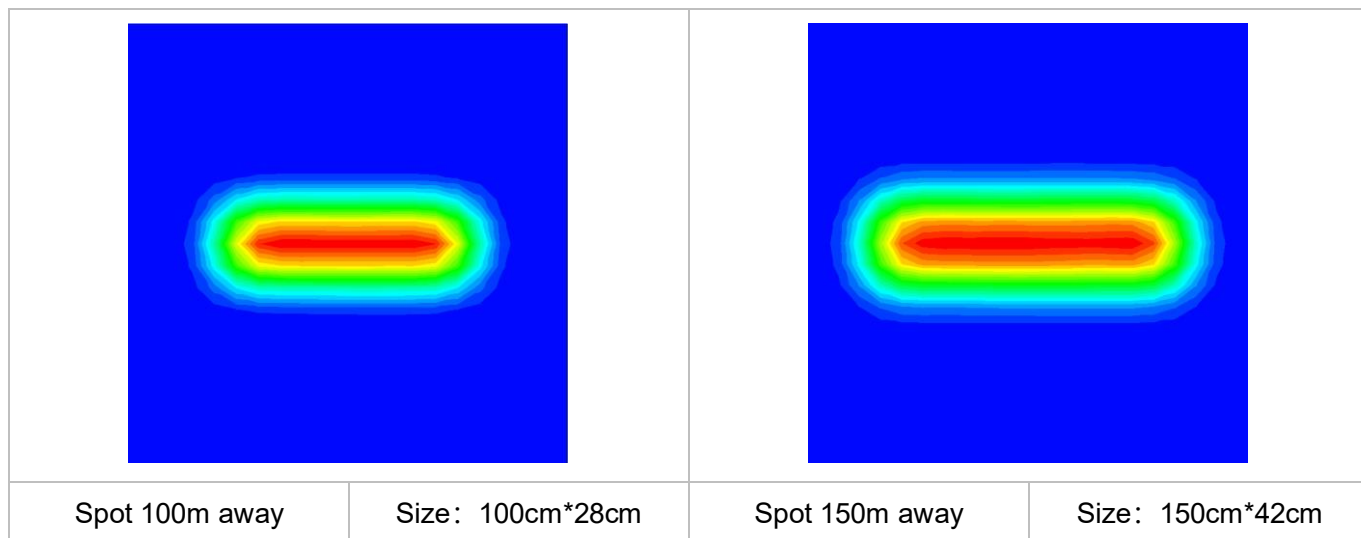 Spot 100m away
Size：100cm*28cm
Spot 150m away
Size：150cm*42cm